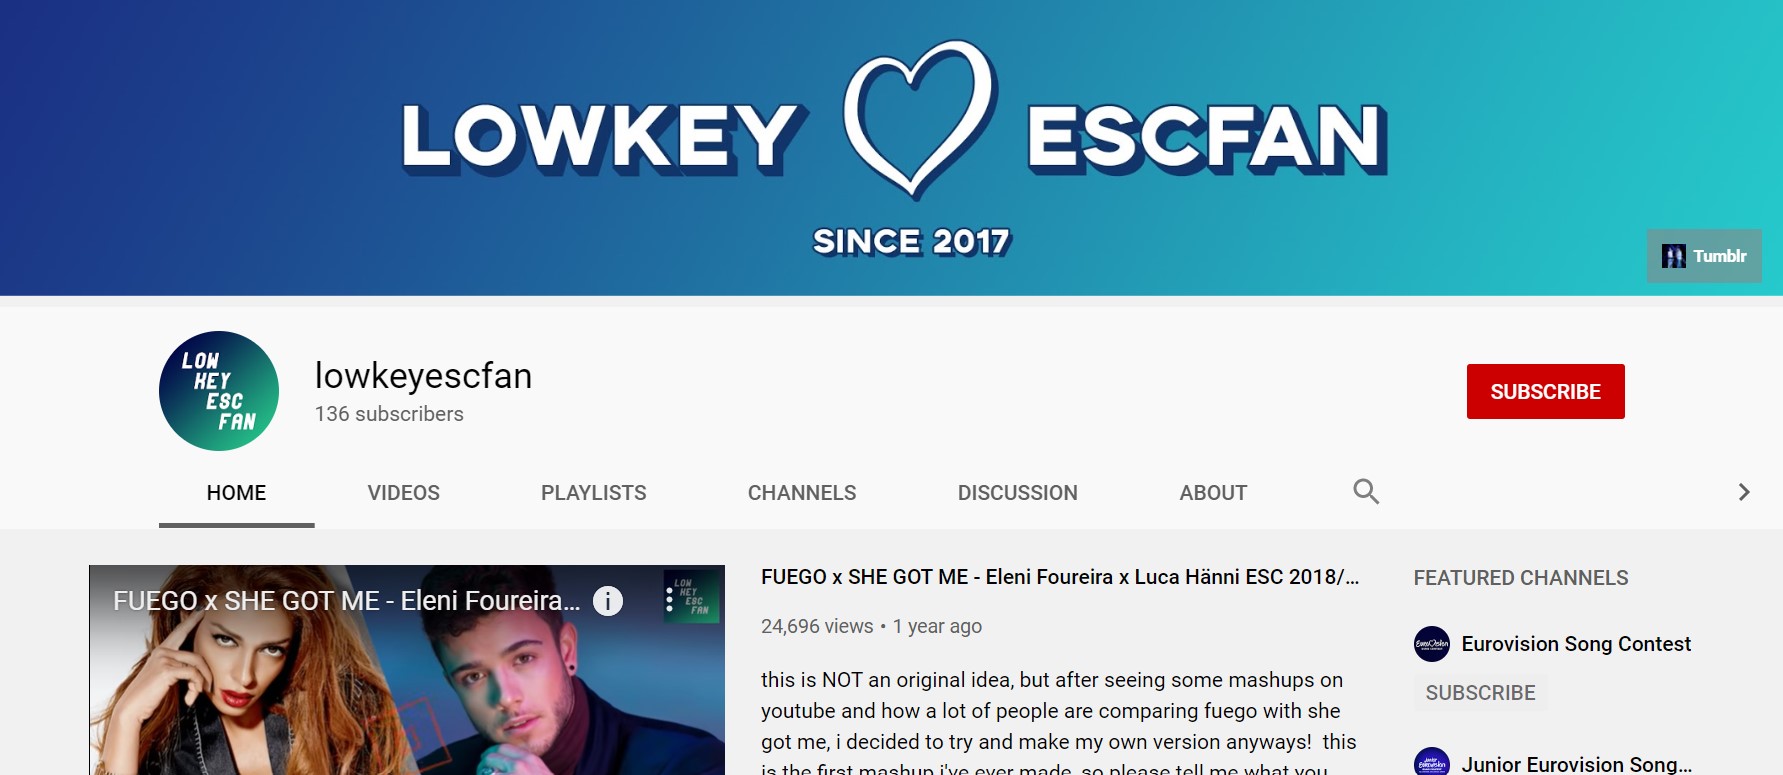 LOWKEY ESCFAN
SINCE 2017
Tumblr
LOW
KEY
ESC
FAN
lowkeyescfan
136 subscribers
SUBSCRIBE
HOME VIDEOS PLAYLISTS CHANNELS DISCUSSION ABOUT
FUEGO x SHE GOT ME - Eleni Foureira...
i
LOW
KEY
ESC
FAN
FUEGO x SHE GOT ME - Eleni Foureira x Luca Hänni ESC 2018/...
24,696 views • 1 year ago
this is NOT an original idea, but after seeing some mashups on
youtube and how a lot of people are comparing fuego with she
got me, i decided to try and make my own version anyways!  this
is the first mashup i've ever made, so please tell me what you
FEATURED CHANNELS
Eurovision Song Contest
SUBSCRIBE
Junior Eurovision Song...